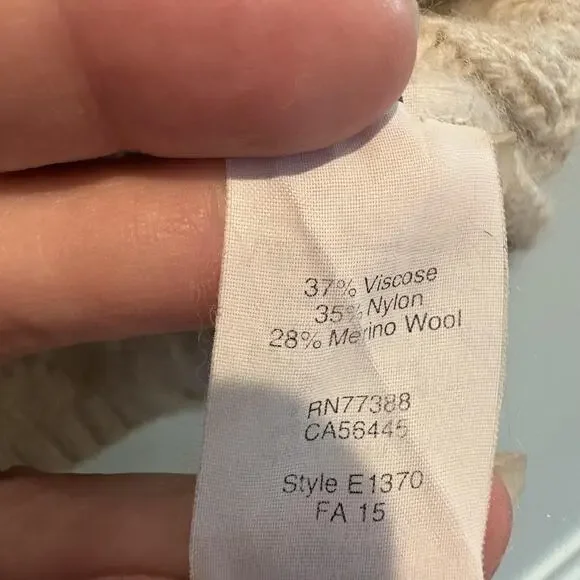 37% Viscose
35% Nylon
28% Merino Wool
RN77388
CA56445
Style E1370
FA 15